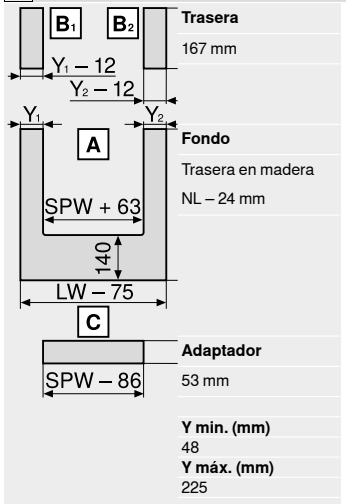 B1
B2
Trasera
167 mm
Y1 – 12
Y2 – 12
Y1
Y2
A
Fondo
Trasera en madera
SPW + 63
NL – 24 mm
140
LW – 75
C
Adaptador
SPW – 86
53 mm
Y min. (mm)
48
Y máx. (mm)
225